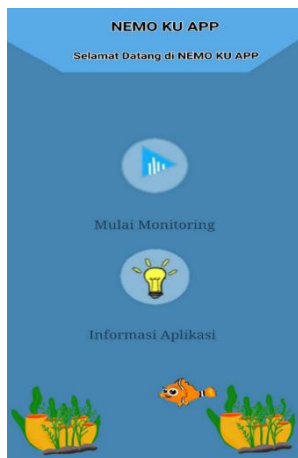 NEMO KU APP
Selamat Datang di NEMO KU APP
Mulai Monitoring
Informasi Aplikasi